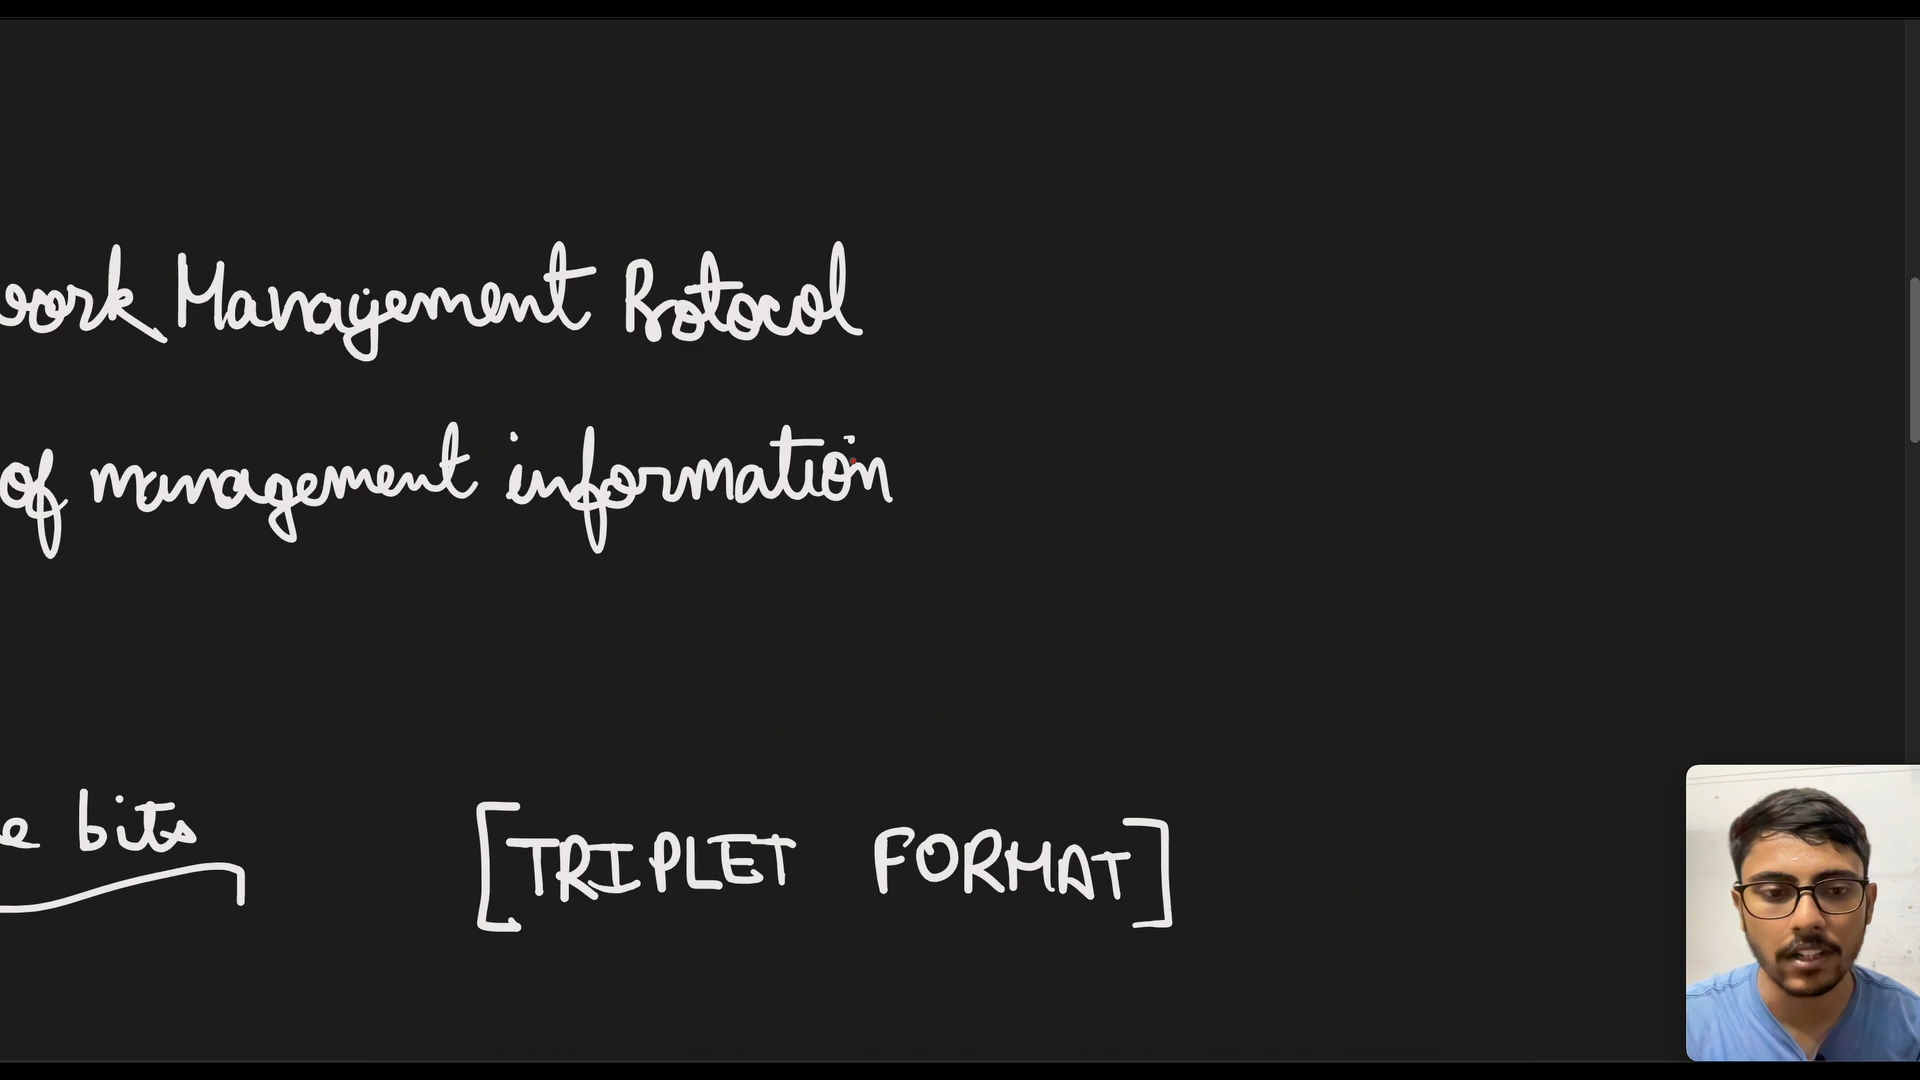 work Management Protocol
of management information
e bits
[TRIPLET FORMAT]